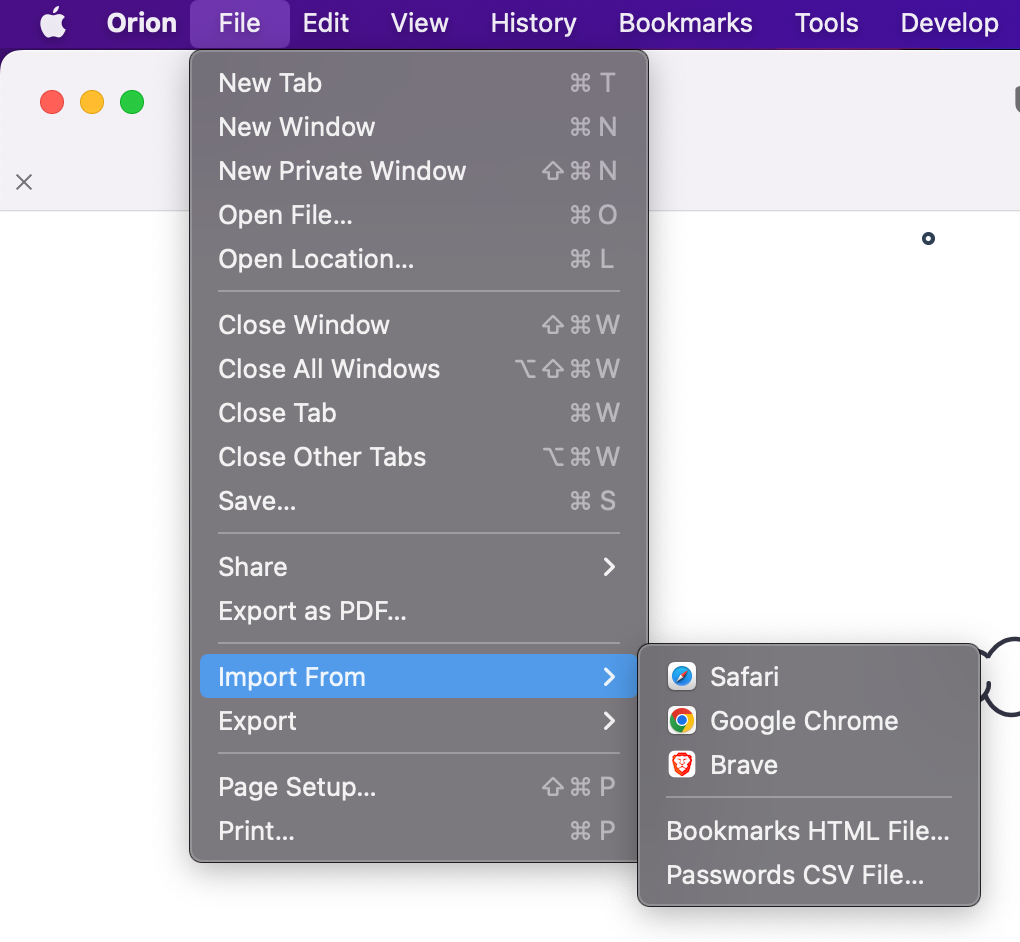 Orion File Edit View History Bookmarks Tools Develop
New Tab ⌘ T
New Window ⌘ N
New Private Window ⇧ ⌘ N
Open File... ⌘ O
Open Location... ⌘ L
Close Window ⇧ ⌘ W
Close All Windows ⌥ ⇧ ⌘ W
Close Tab ⌘ W
Close Other Tabs ⌥ ⌘ W
Save... ⌘ S
Share
Export as PDF...
Import From
Export
Page Setup... ⇧ ⌘ P
Print... ⌘ P
Safari
Google Chrome
Brave
Bookmarks HTML File...
Passwords CSV File...